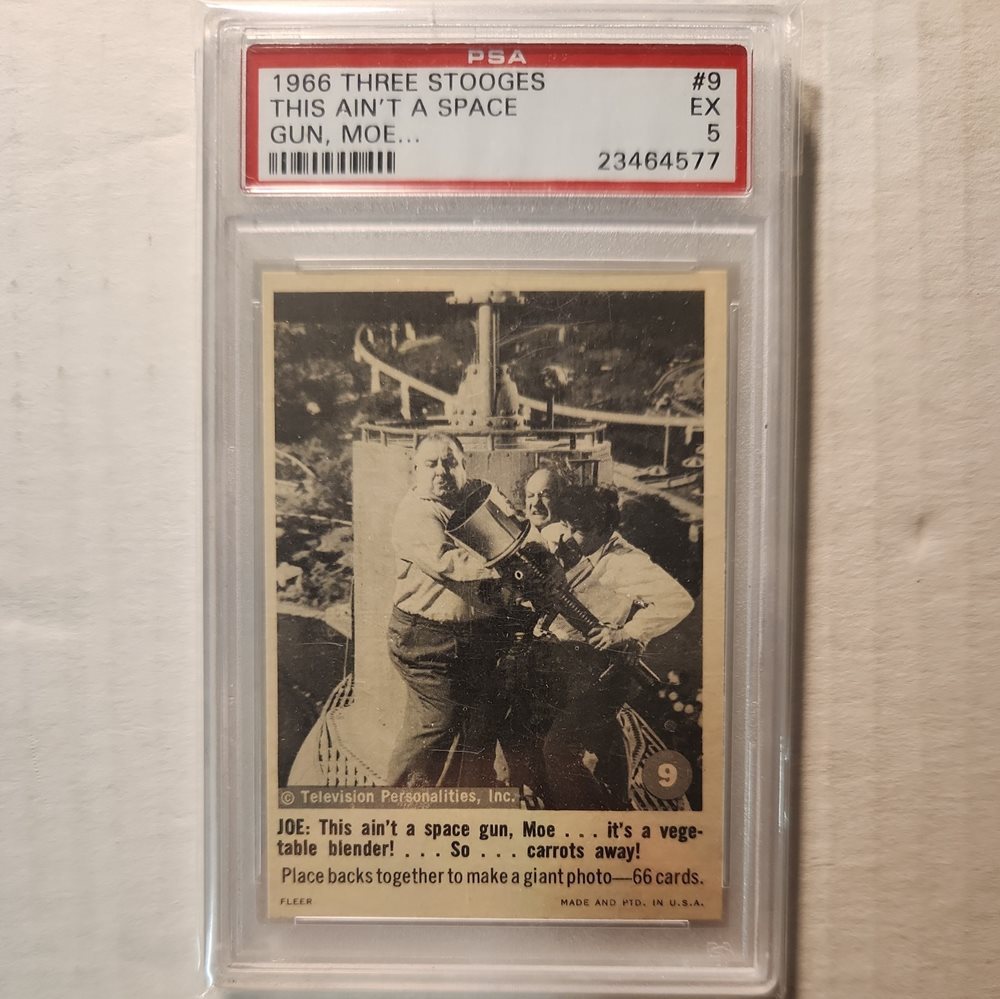 PSA
1966 THREE STOOGES #9
THIS AIN'T A SPACE EX
GUN, MOE... 5
23464577
9
© Television Personalities, Inc.
JOE: This ain't a space gun, Moe . . . it's a vege-
table blender! . . . So . . . carrots away!
Place backs together to make a giant photo—66 cards.
FLEER MADE AND PTD. IN U.S.A.